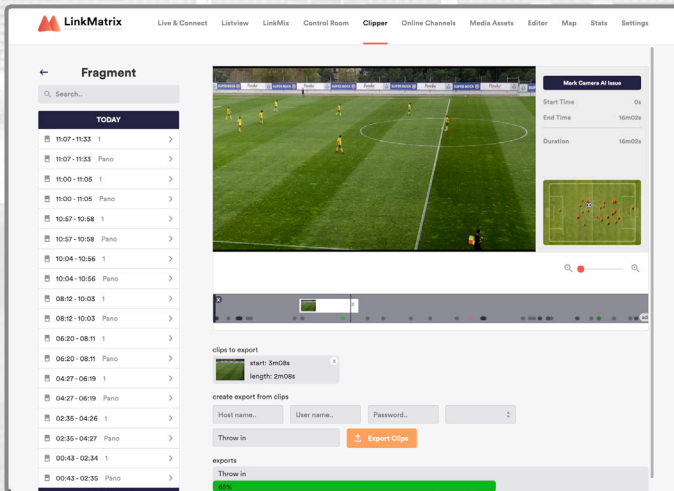 LinkMatrix
Live & Connect Listview LinkMix Control Room Clipper Online Channels Media Assets Editor Map Stats Settings
← Fragment
Search..
TODAY
11:07 - 11:33 1
11:07 - 11:33 Pano
11:00 - 11:05 1
11:00 - 11:05 Pano
10:57 - 10:58 1
10:57 - 10:58 Pano
10:04 - 10:56 1
10:04 - 10:56 Pano
08:12 - 10:03 1
08:12 - 10:03 Pano
06:20 - 08:11 1
06:20 - 08:11 Pano
04:27 - 06:19 1
04:27 - 06:19 Pano
02:35 - 04:26 1
02:35 - 04:27 Pano
00:43 - 02:34 1
00:43 - 02:35 Pano
SUPER BOCK
Mark Camera AI Issue
Start Time 0s
End Time 16m02s
Duration 16m02s
X
x
ad
clips to export
start: 3m08s
X
length: 2m08s
create export from clips
Host name.. User name.. Password..
Throw in
Export Clips
exports
Throw in
65%